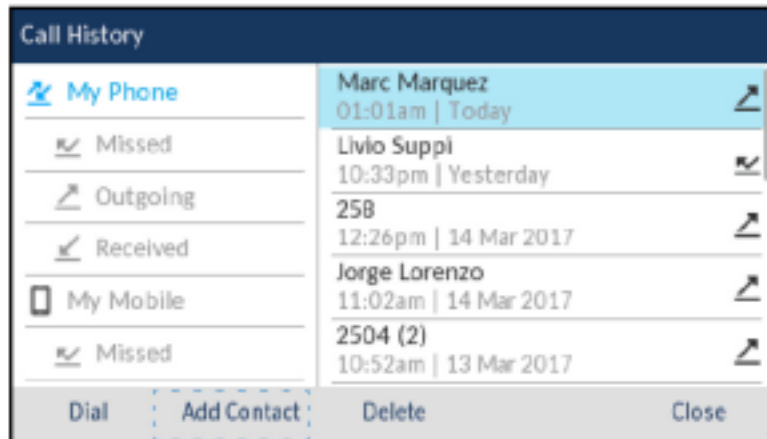 Call History
My Phone
Missed
Outgoing
Received
My Mobile
Missed
Marc Marquez
01:01am | Today
Livio Suppi
10:33pm | Yesterday
258
12:26pm | 14 Mar 2017
Jorge Lorenzo
11:02am | 14 Mar 2017
2504 (2)
10:52am | 13 Mar 2017
Dial Add Contact Delete Close